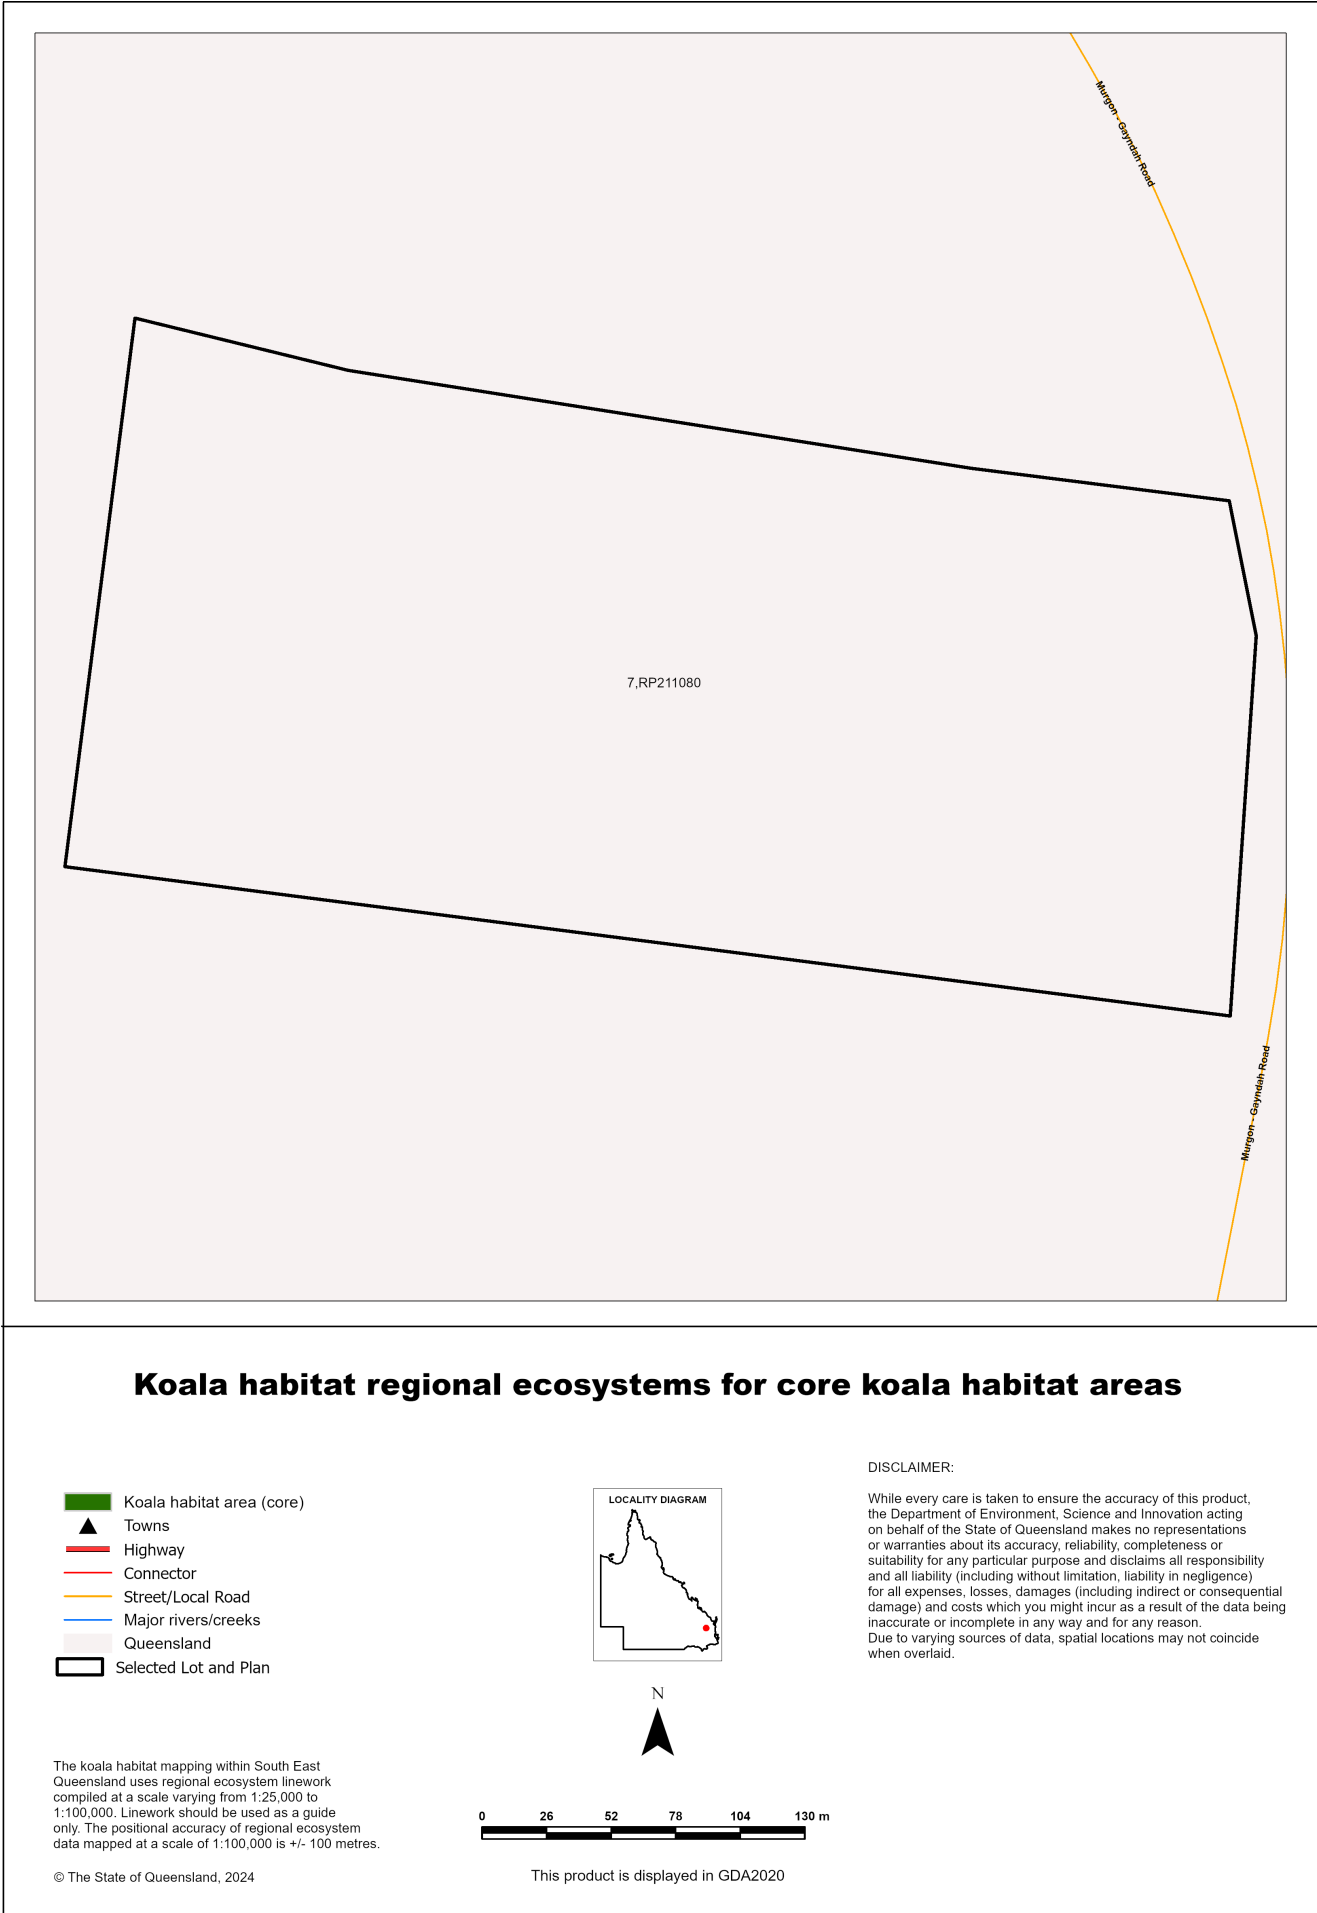 Murgon - Gayndah Road
7,RP211080
Murgon - Gayndah Road
Koala habitat regional ecosystems for core koala habitat areas
Koala habitat area (core)
Towns
Highway
Connector
Street/Local Road
Major rivers/creeks
Queensland
Selected Lot and Plan
The koala habitat mapping within South East
Queensland uses regional ecosystem linework
compiled at a scale varying from 1:25,000 to
1:100,000. Linework should be used as a guide
only. The positional accuracy of regional ecosystem
data mapped at a scale of 1:100,000 is +/- 100 metres.
© The State of Queensland, 2024
LOCALITY DIAGRAM
N
0 26 52 78 104 130 m
This product is displayed in GDA2020
DISCLAIMER:
While every care is taken to ensure the accuracy of this product,
the Department of Environment, Science and Innovation acting
on behalf of the State of Queensland makes no representations
or warranties about its accuracy, reliability, completeness or
suitability for any particular purpose and disclaims all responsibility
and all liability (including without limitation, liability in negligence)
for all expenses, losses, damages (including indirect or consequential
damage) and costs which you might incur as a result of the data being
inaccurate or incomplete in any way and for any reason.
Due to varying sources of data, spatial locations may not coincide
when overlaid.